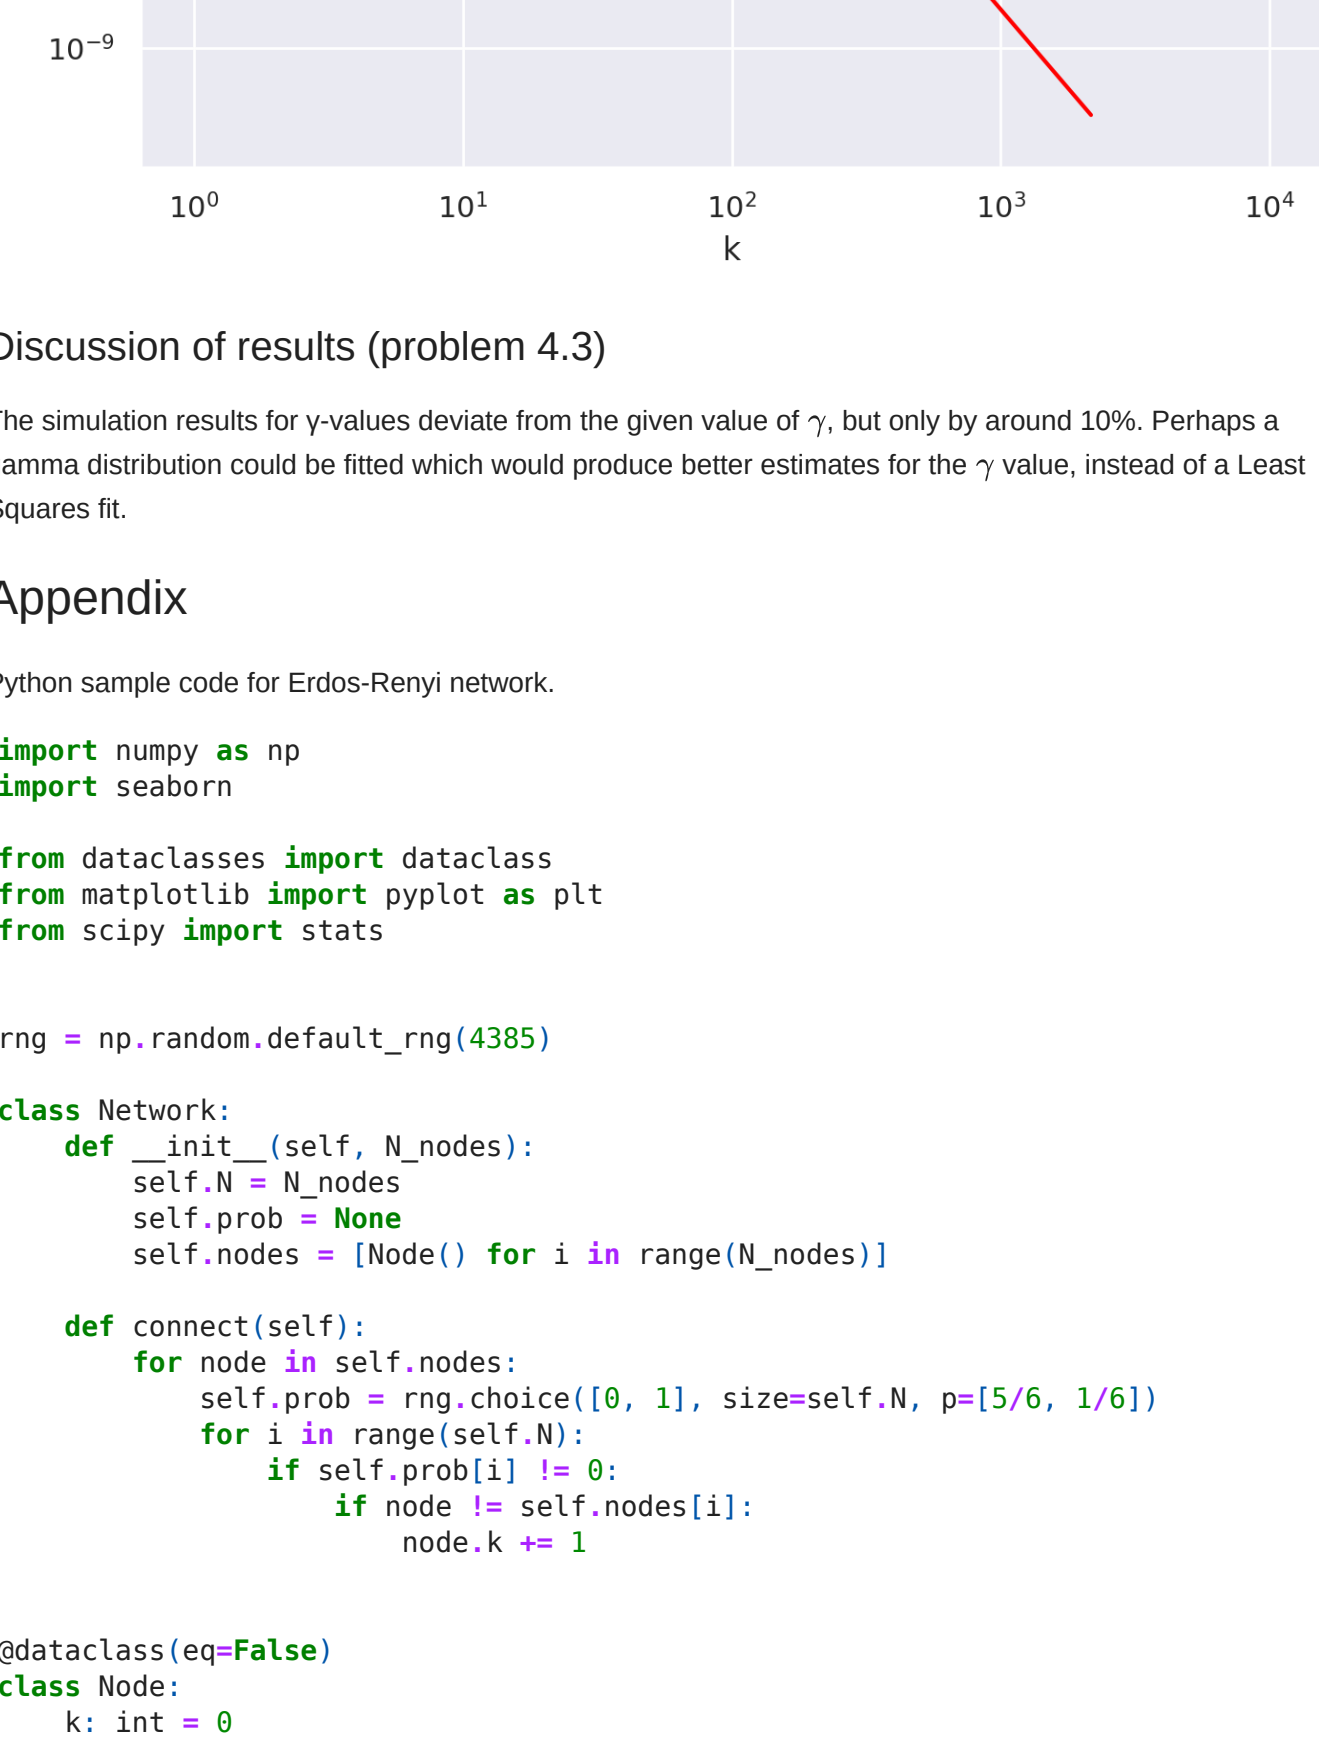 10⁻⁹
10⁰ 10¹ 10² 10³ 10⁴
k
Discussion of results (problem 4.3)
The simulation results for γ-values deviate from the given value of γ, but only by around 10%. Perhaps a
gamma distribution could be fitted which would produce better estimates for the γ value, instead of a Least
Squares fit.
Appendix
Python sample code for Erdos-Renyi network.
import numpy as np
import seaborn
from dataclasses import dataclass
from matplotlib import pyplot as plt
from scipy import stats
rng = np.random.default_rng(4385)
class Network:
    def __init__(self, N_nodes):
        self.N = N_nodes
        self.prob = None
        self.nodes = [Node() for i in range(N_nodes)]
    def connect(self):
        for node in self.nodes:
            self.prob = rng.choice([0, 1], size=self.N, p=[5/6, 1/6])
            for i in range(self.N):
                if self.prob[i] != 0:
                    if node != self.nodes[i]:
                        node.k += 1
@dataclass(eq=False)
class Node:
    k: int = 0